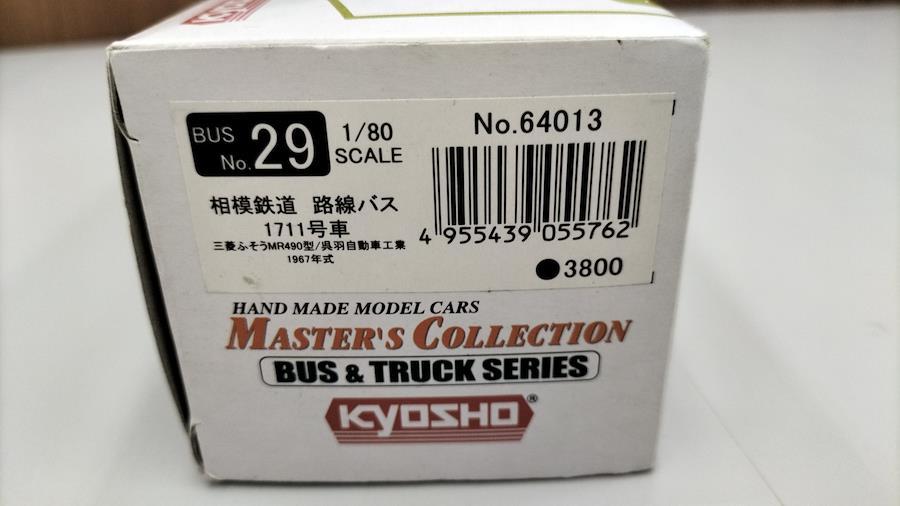 BUS No. 29
1/80
SCALE
No.64013
相模鉄道 路線バス
1711号車
三菱ふそうMR490型/呉羽自動車工業
1967年式
4 955439 055762
●3800
HAND MADE MODEL CARS
MASTER'S COLLECTION
BUS & TRUCK SERIES
KYOSHO®